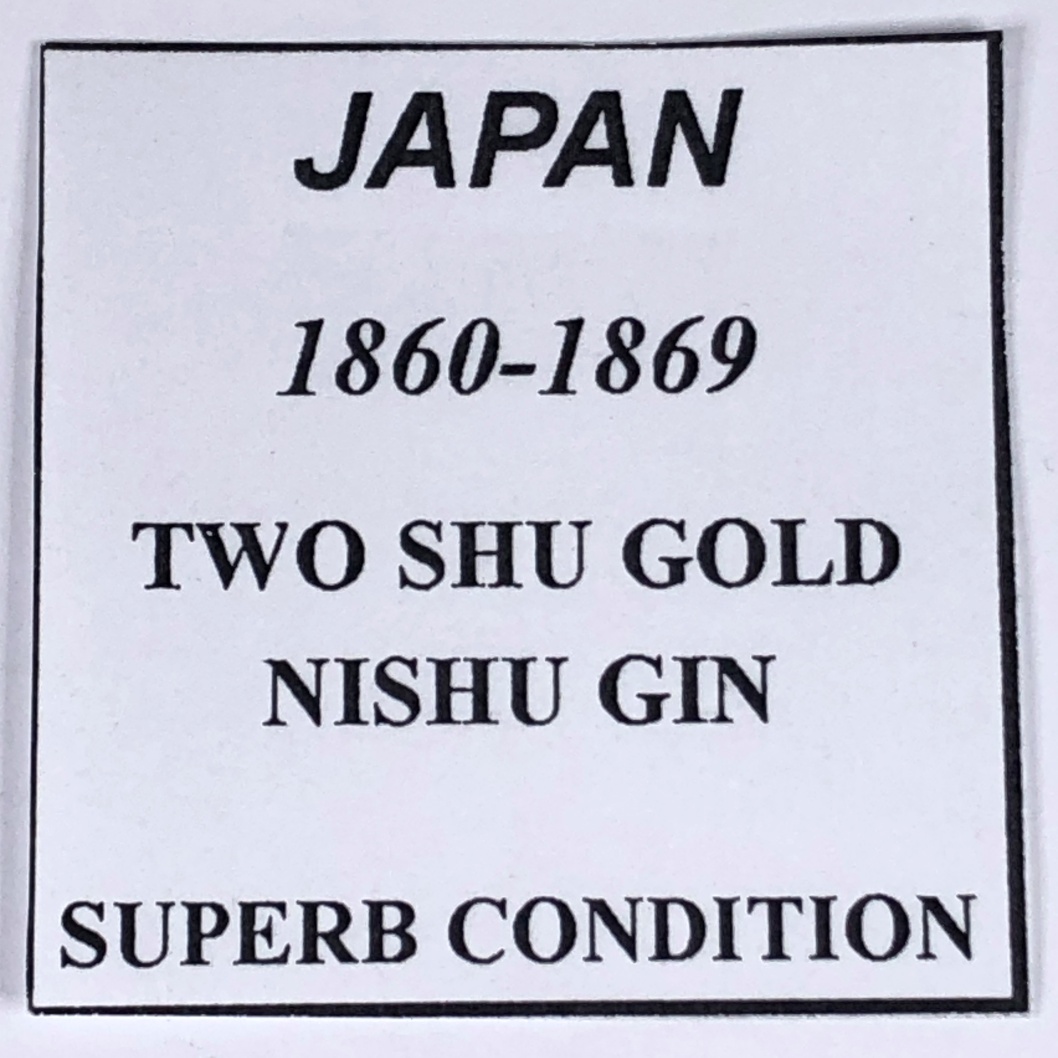 JAPAN
1860-1869
TWO SHU GOLD
NISHU GIN
SUPERB CONDITION